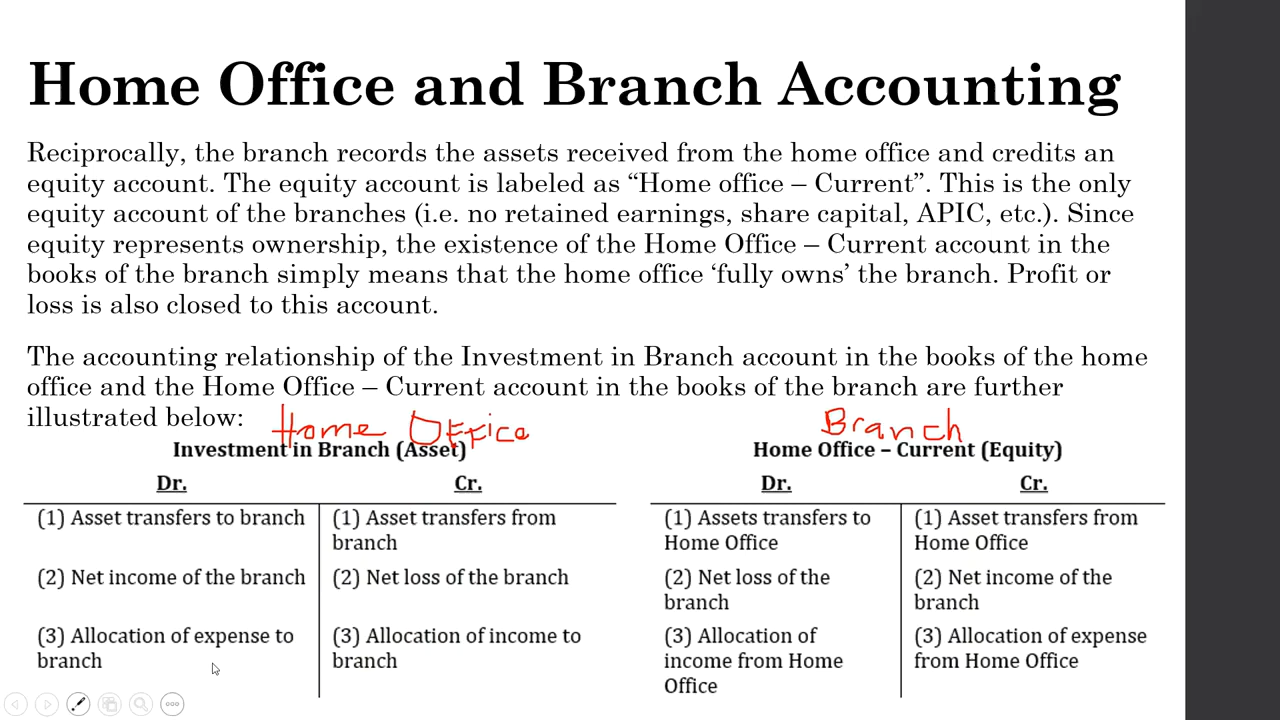 Home Office and Branch Accounting
Reciprocally, the branch records the assets received from the home office and credits an
equity account. The equity account is labeled as “Home office – Current”. This is the only
equity account of the branches (i.e. no retained earnings, share capital, APIC, etc.). Since
equity represents ownership, the existence of the Home Office – Current account in the
books of the branch simply means that the home office ‘fully owns’ the branch. Profit or
loss is also closed to this account.
The accounting relationship of the Investment in Branch account in the books of the home
office and the Home Office – Current account in the books of the branch are further
illustrated below:
Home Office
Investment in Branch (Asset)
Dr.
Cr.
(1) Asset transfers to branch
(1) Asset transfers from
branch
(2) Net income of the branch
(2) Net loss of the branch
(3) Allocation of expense to
branch
(3) Allocation of income to
branch
Branch
Home Office – Current (Equity)
Dr.
Cr.
(1) Assets transfers to
Home Office
(1) Asset transfers from
Home Office
(2) Net loss of the
branch
(2) Net income of the
branch
(3) Allocation of
income from Home
Office
(3) Allocation of expense
from Home Office